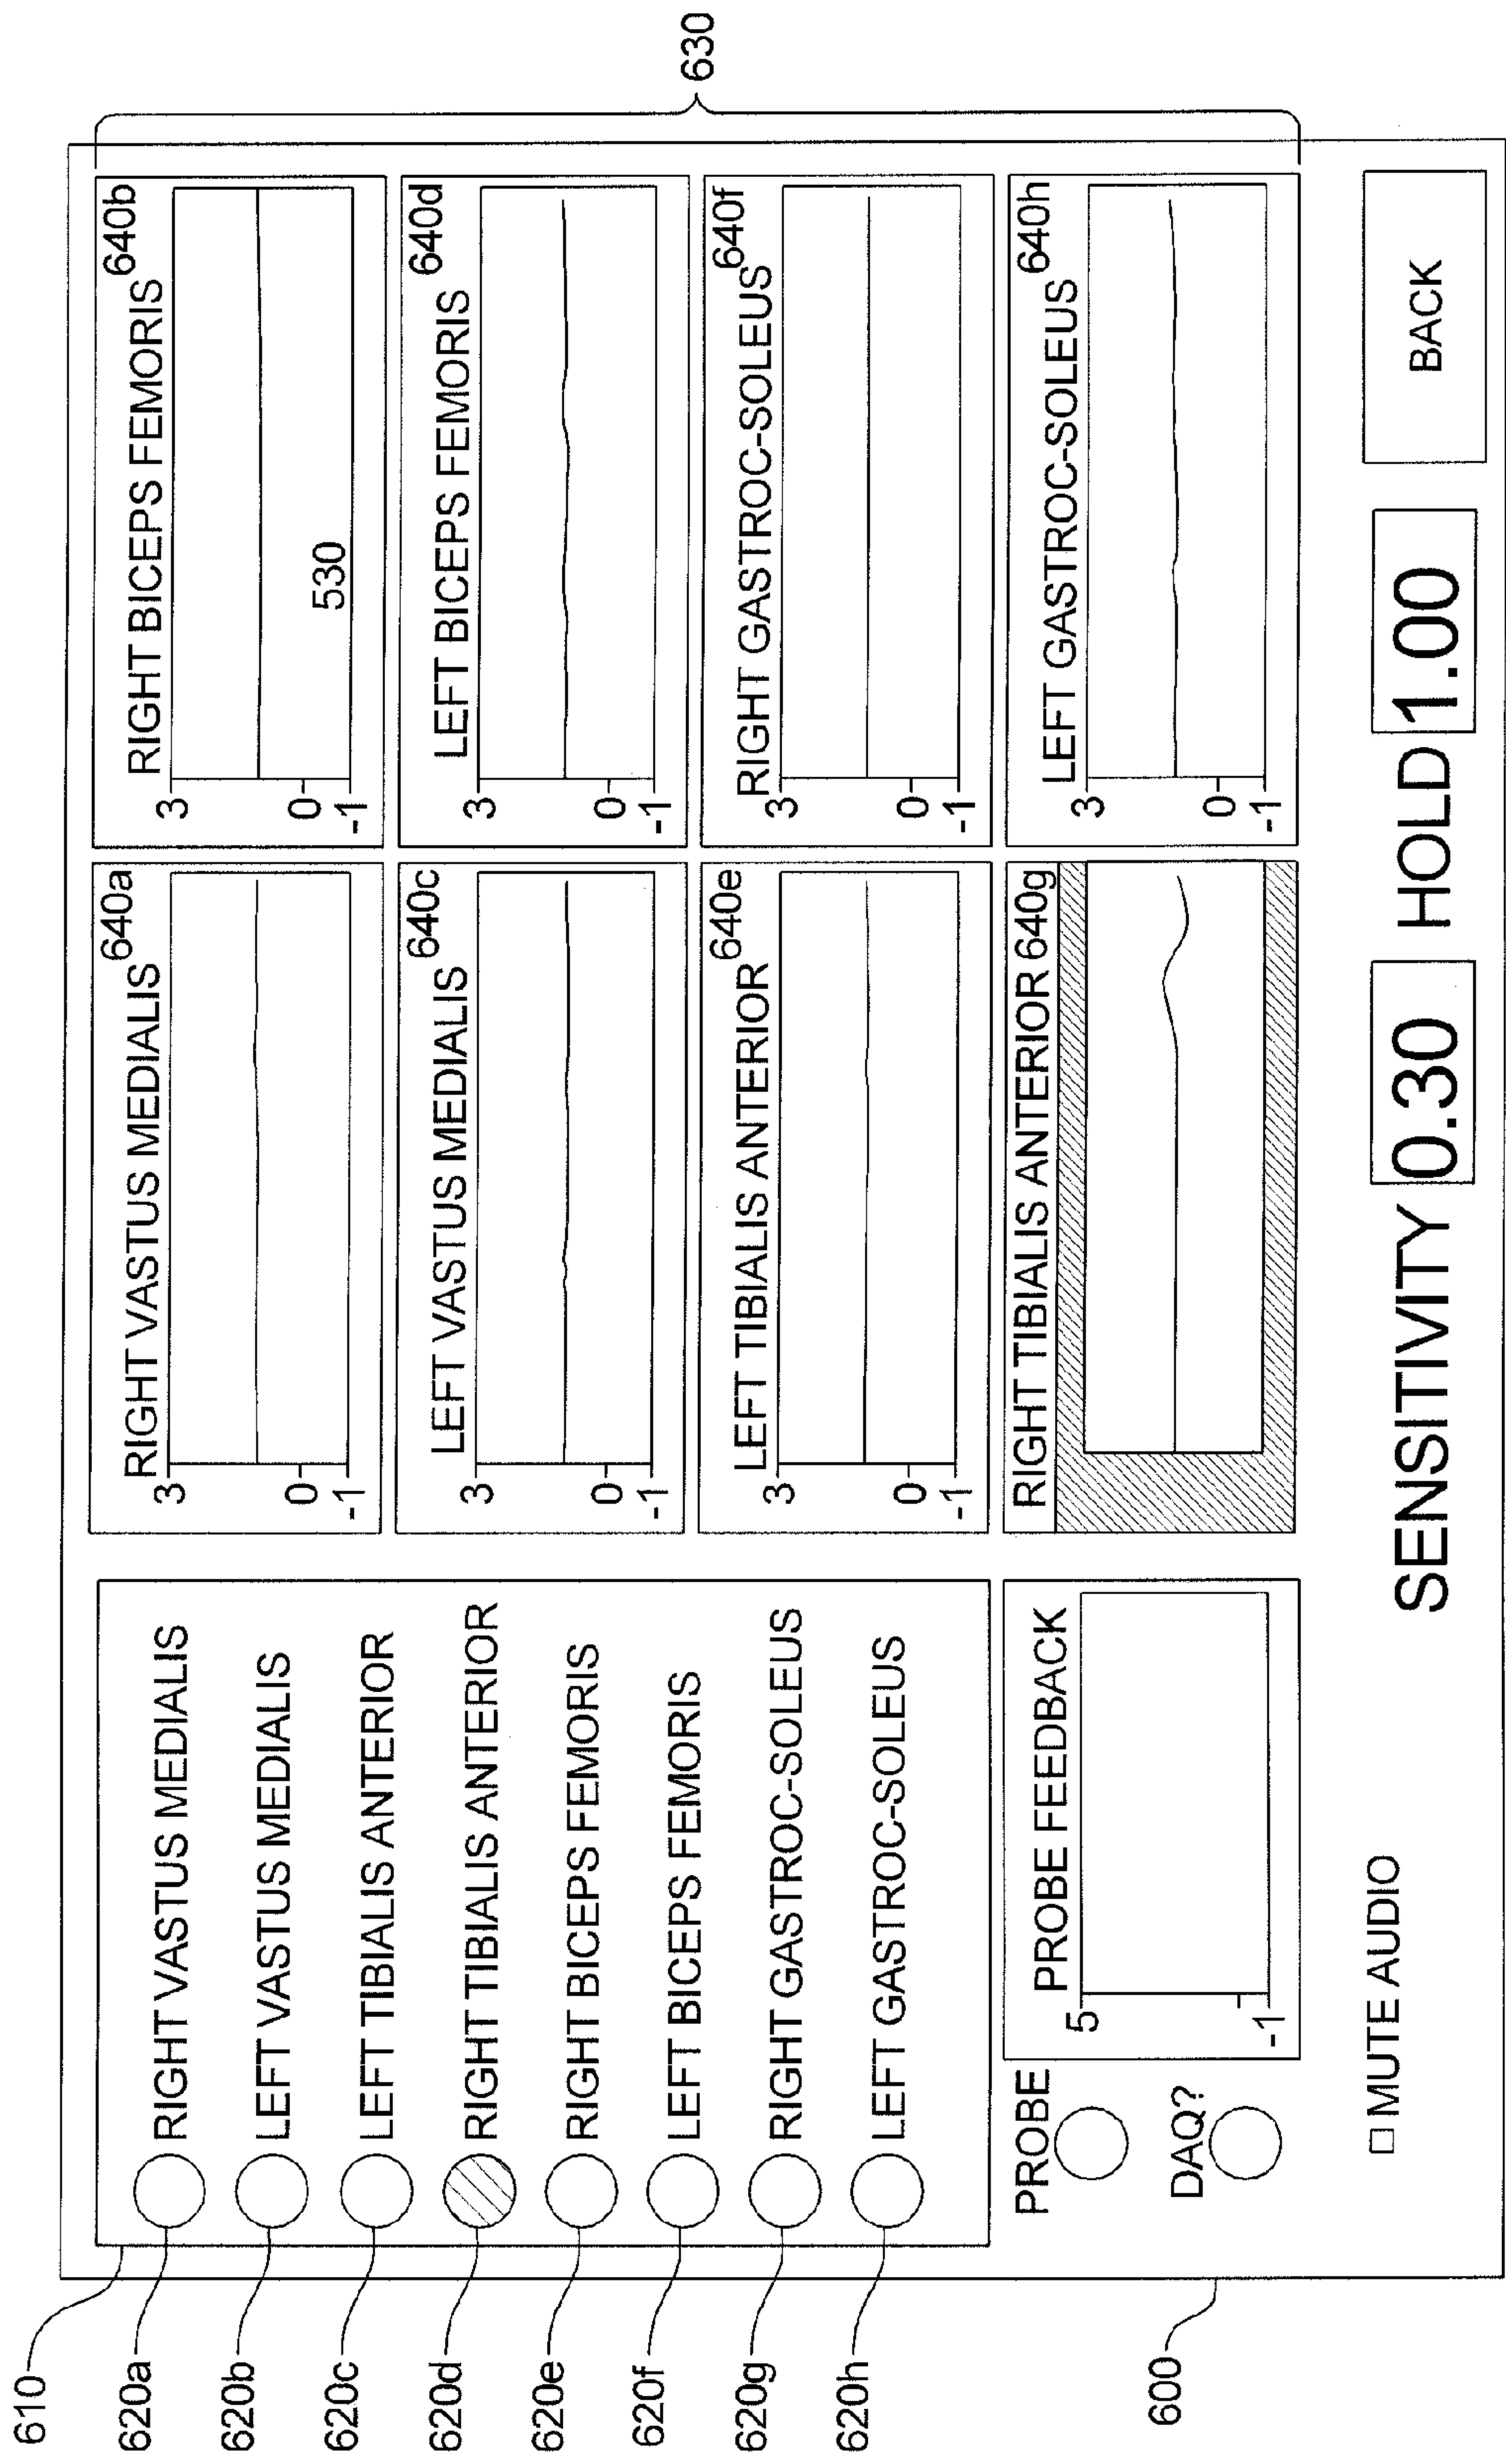 610
620a
620b
620c
620d
620e
620f
620g
620h
600
630
RIGHT VASTUS MEDIALIS
LEFT VASTUS MEDIALIS
LEFT TIBIALIS ANTERIOR
RIGHT TIBIALIS ANTERIOR
RIGHT BICEPS FEMORIS
LEFT BICEPS FEMORIS
RIGHT GASTROC-SOLEUS
LEFT GASTROC-SOLEUS
PROBE
DAQ?
PROBE FEEDBACK
5
-1
RIGHT VASTUS MEDIALIS 640a
3
0
-1
RIGHT BICEPS FEMORIS 640b
3
0
-1
530
LEFT VASTUS MEDIALIS 640c
3
0
-1
LEFT BICEPS FEMORIS 640d
3
0
-1
LEFT TIBIALIS ANTERIOR 640e
3
0
-1
RIGHT GASTROC-SOLEUS 640f
3
0
-1
RIGHT TIBIALIS ANTERIOR 640g
LEFT GASTROC-SOLEUS 640h
3
0
-1
MUTE AUDIO
SENSITIVITY 0.30 HOLD 1.00
BACK